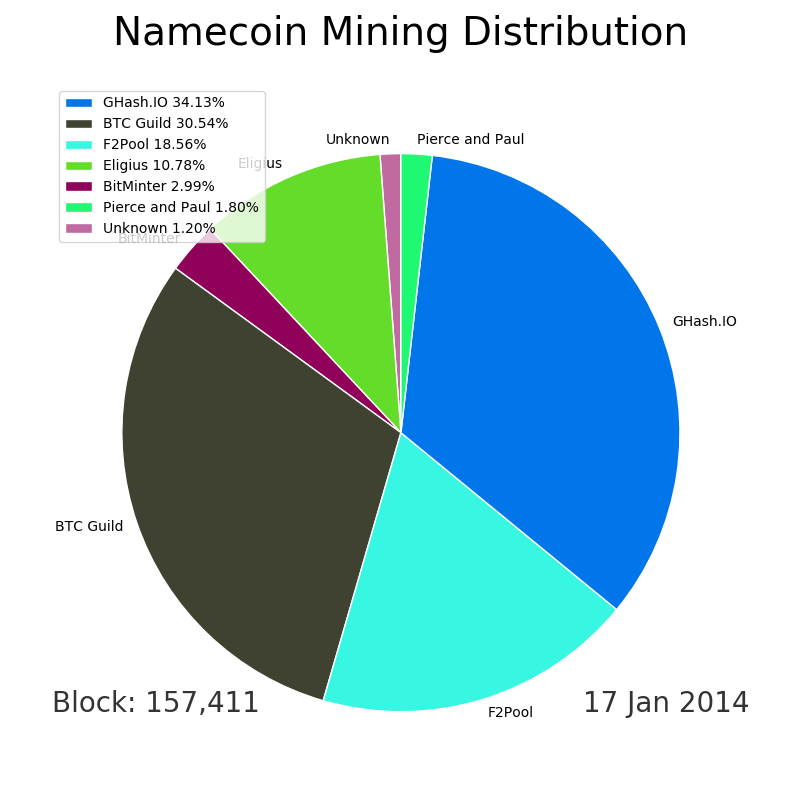 Namecoin Mining Distribution
GHash.IO 34.13%
BTC Guild 30.54%
F2Pool 18.56%
Eligius 10.78%
BitMinter 2.99%
Pierce and Paul 1.80%
Unknown 1.20%
Unknown
Pierce and Paul
Eligius
BitMinter
GHash.IO
BTC Guild
F2Pool
Block: 157,411
17 Jan 2014